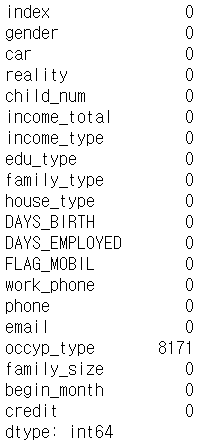 index 0
gender 0
car 0
reality 0
child_num 0
income_total 0
income_type 0
edu_type 0
family_type 0
house_type 0
DAYS_BIRTH 0
DAYS_EMPLOYED 0
FLAG_MOBIL 0
work_phone 0
phone 0
email 0
occyp_type 8171
family_size 0
begin_month 0
credit 0
dtype: int64